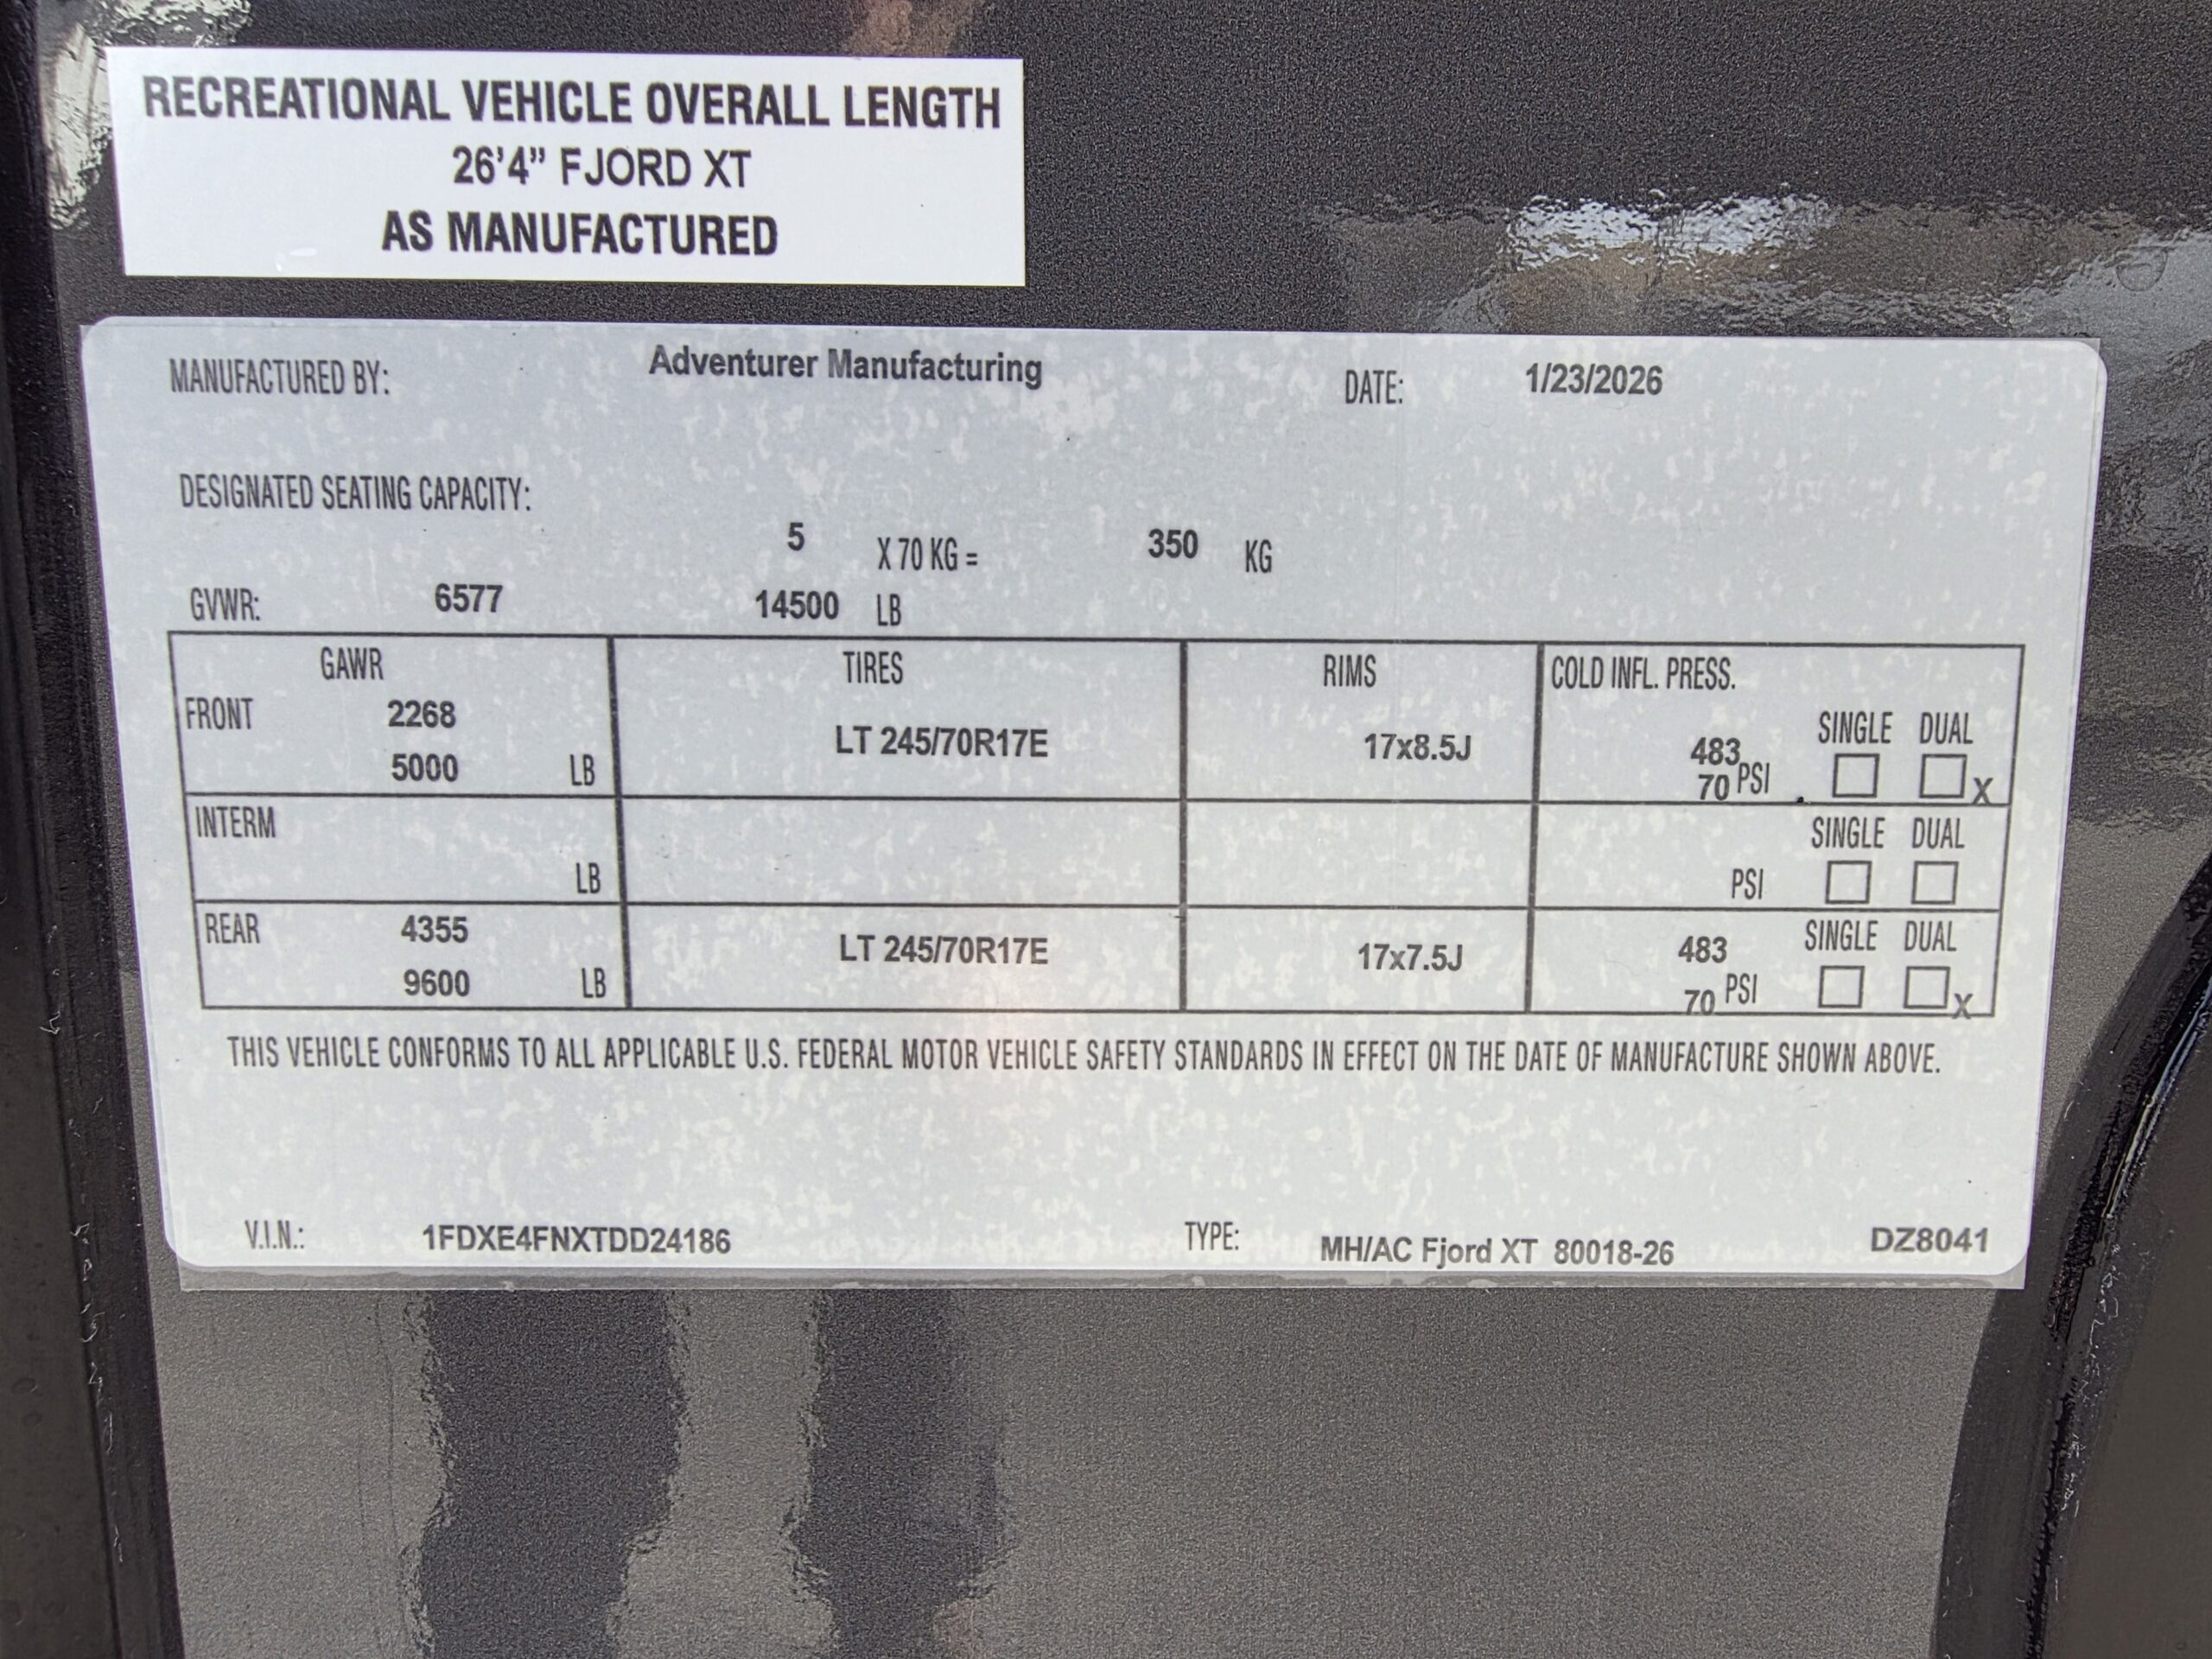 RECREATIONAL VEHICLE OVERALL LENGTH
26'4" FJORD XT
AS MANUFACTURED
MANUFACTURED BY: Adventurer Manufacturing DATE: 1/23/2026
DESIGNATED SEATING CAPACITY:
5 X 70 KG = 350 KG
GVWR: 6577 14500 LB
GAWR TIRES RIMS COLD INFL. PRESS.
FRONT 2268 LT 245/70R17E 17x8.5J 483 SINGLE DUAL
5000 LB 70 PSI X
INTERM SINGLE DUAL
LB PSI
REAR 4355 LT 245/70R17E 17x7.5J 483 SINGLE DUAL
9600 LB 70 PSI X
THIS VEHICLE CONFORMS TO ALL APPLICABLE U.S. FEDERAL MOTOR VEHICLE SAFETY STANDARDS IN EFFECT ON THE DATE OF MANUFACTURE SHOWN ABOVE.
V.I.N.: 1FDXE4FNXTDD24186 TYPE: MH/AC Fjord XT 80018-26 DZ8041